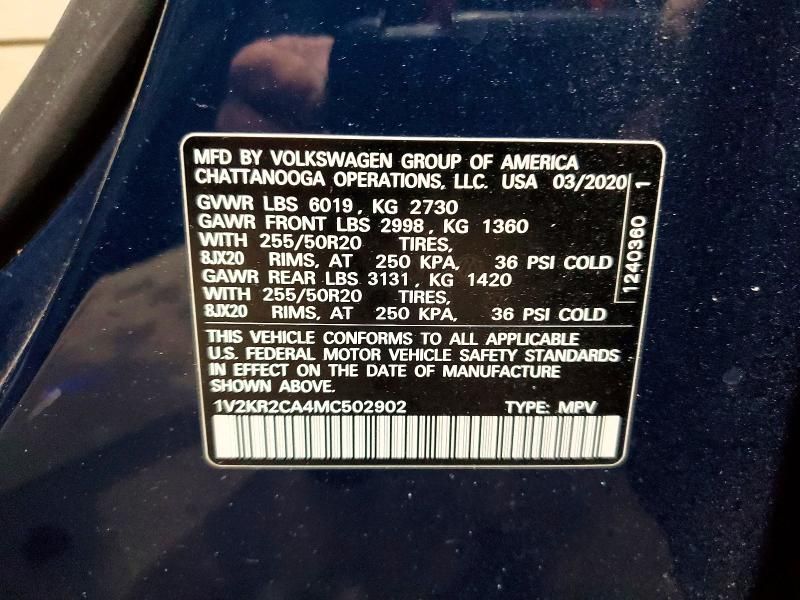 MFD BY VOLKSWAGEN GROUP OF AMERICA
CHATTANOOGA OPERATIONS, LLC. USA 03/2020
GVWR LBS 6019, KG 2730
GAWR FRONT LBS 2998, KG 1360
WITH 255/50R20 TIRES,
8JX20 RIMS, AT 250 KPA, 36 PSI COLD
GAWR REAR LBS 3131, KG 1420
WITH 255/50R20 TIRES,
8JX20 RIMS, AT 250 KPA, 36 PSI COLD
1240360 1
THIS VEHICLE CONFORMS TO ALL APPLICABLE
U.S. FEDERAL MOTOR VEHICLE SAFETY STANDARDS
IN EFFECT ON THE DATE OF MANUFACTURE
SHOWN ABOVE.
1V2KR2CA4MC502902 TYPE: MPV